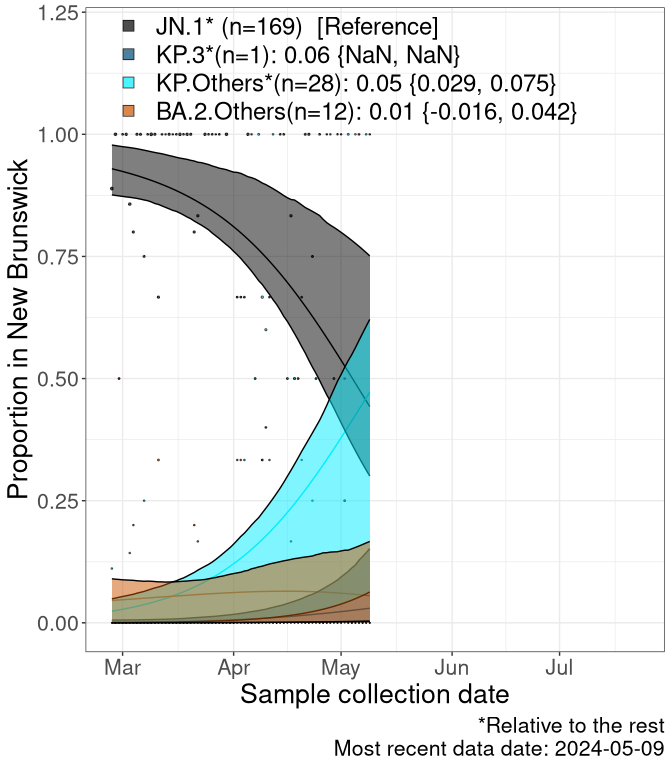 JN.1* (n=169)  [Reference]
KP.3*(n=1): 0.06 {NaN, NaN}
KP.Others*(n=28): 0.05 {0.029, 0.075}
BA.2.Others(n=12): 0.01 {-0.016, 0.042}
Proportion in New Brunswick
1.25
1.00
0.75
0.50
0.25
0.00
Mar Apr May Jun Jul
Sample collection date
*Relative to the rest
Most recent data date: 2024-05-09